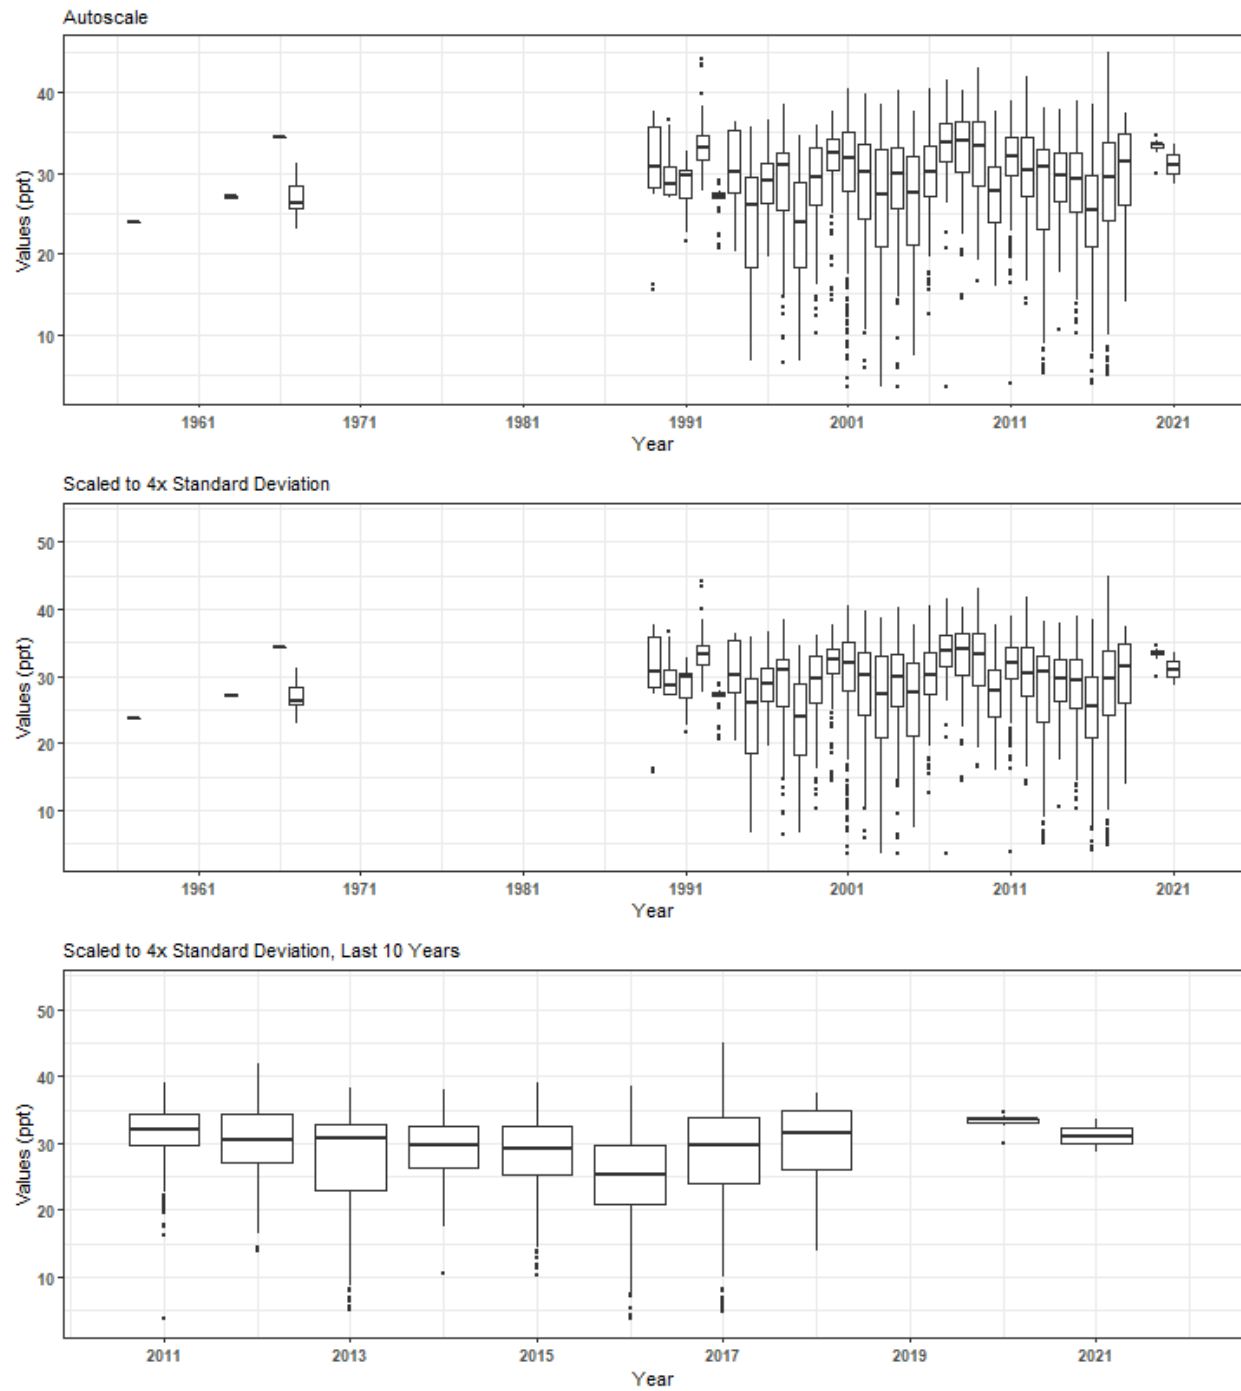 Autoscale
Values (ppt)
40
30
20
10
1961 1971 1981 1991 2001 2011 2021
Year
Scaled to 4x Standard Deviation
Values (ppt)
50
40
30
20
10
1961 1971 1981 1991 2001 2011 2021
Year
Scaled to 4x Standard Deviation, Last 10 Years
Values (ppt)
50
40
30
20
10
2011 2013 2015 2017 2019 2021
Year